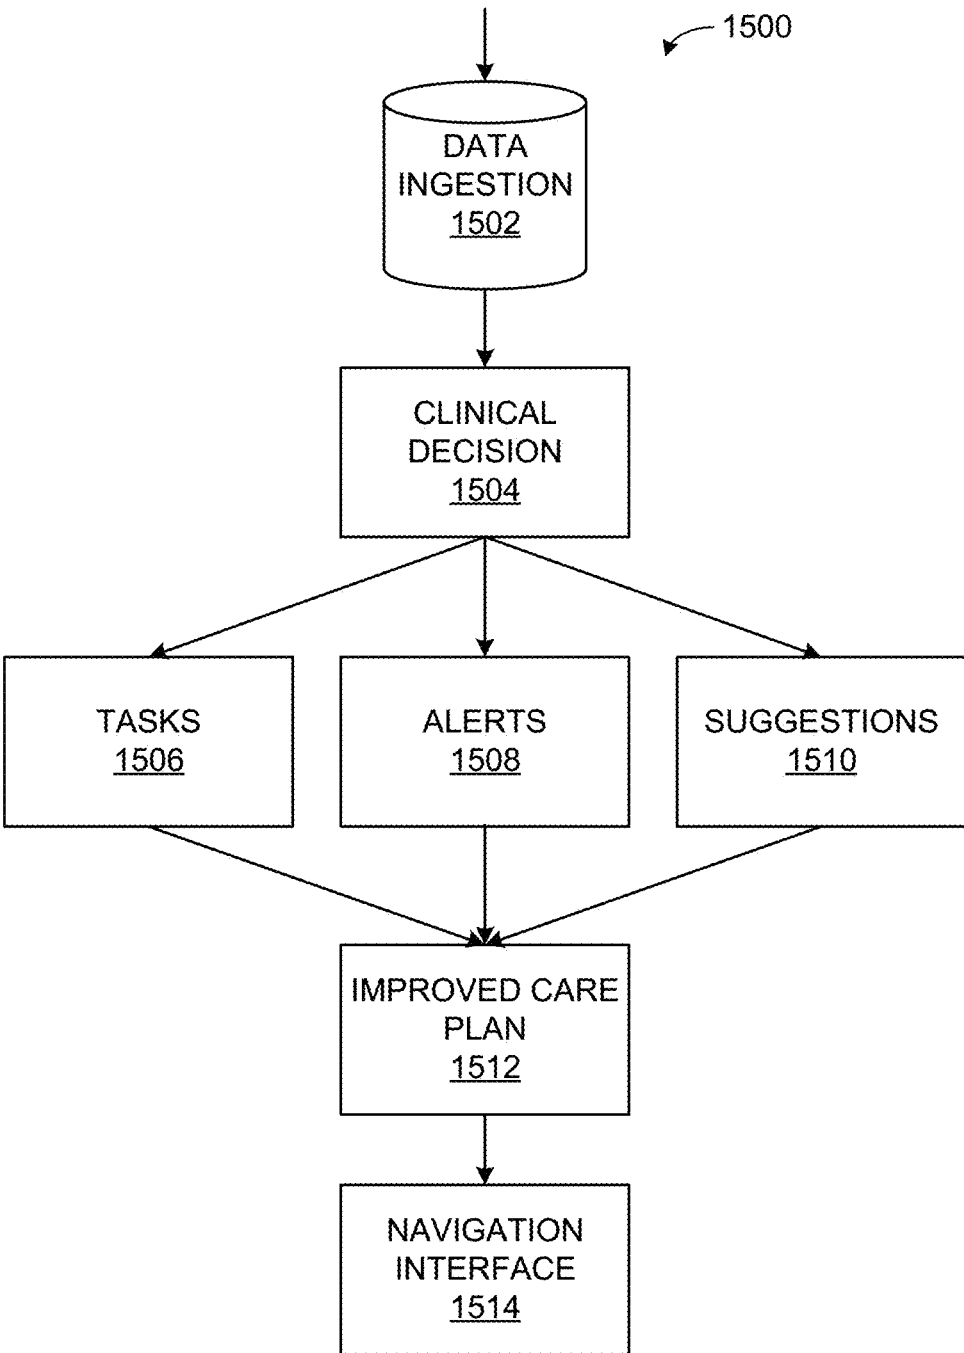 1500
DATA
INGESTION
1502
CLINICAL
DECISION
1504
TASKS
1506
ALERTS
1508
SUGGESTIONS
1510
IMPROVED CARE
PLAN
1512
NAVIGATION
INTERFACE
1514